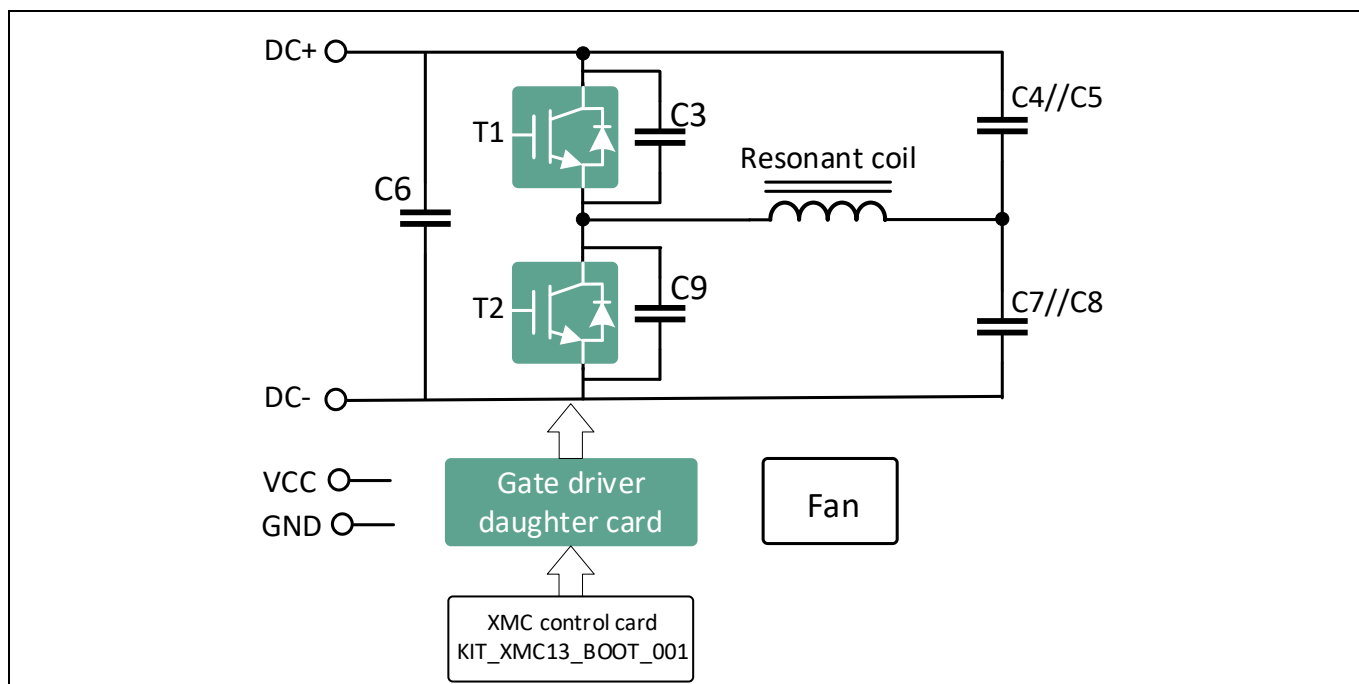 DC+
C4//C5
C3
T1
Resonant coil
C6
C9
T2
C7//C8
DC-
VCC
GND
Gate driver
daughter card
Fan
XMC control card
KIT_XMC13_BOOT_001